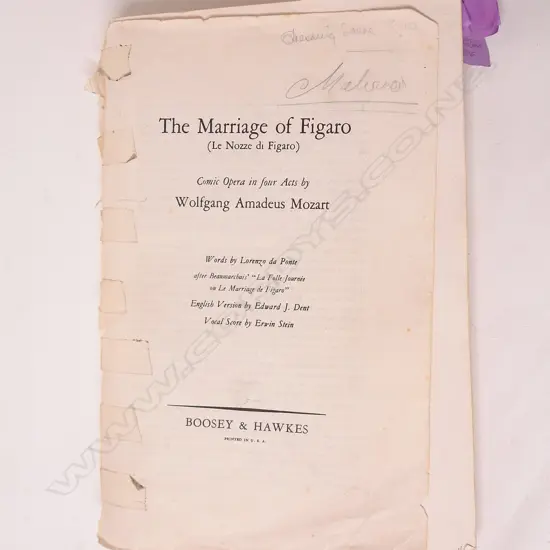 The Marriage of Figaro
(Le Nozze di Figaro)
Comic Opera in four Acts by
Wolfgang Amadeus Mozart
Words by Lorenzo da Ponte
after Beaumarchais' "La Folle Journée
ou Le Mariage de Figaro"
English Version by Edward J. Dent
Vocal Score by Erwin Stein
BOOSEY & HAWKES
PRINTED IN U. S. A.